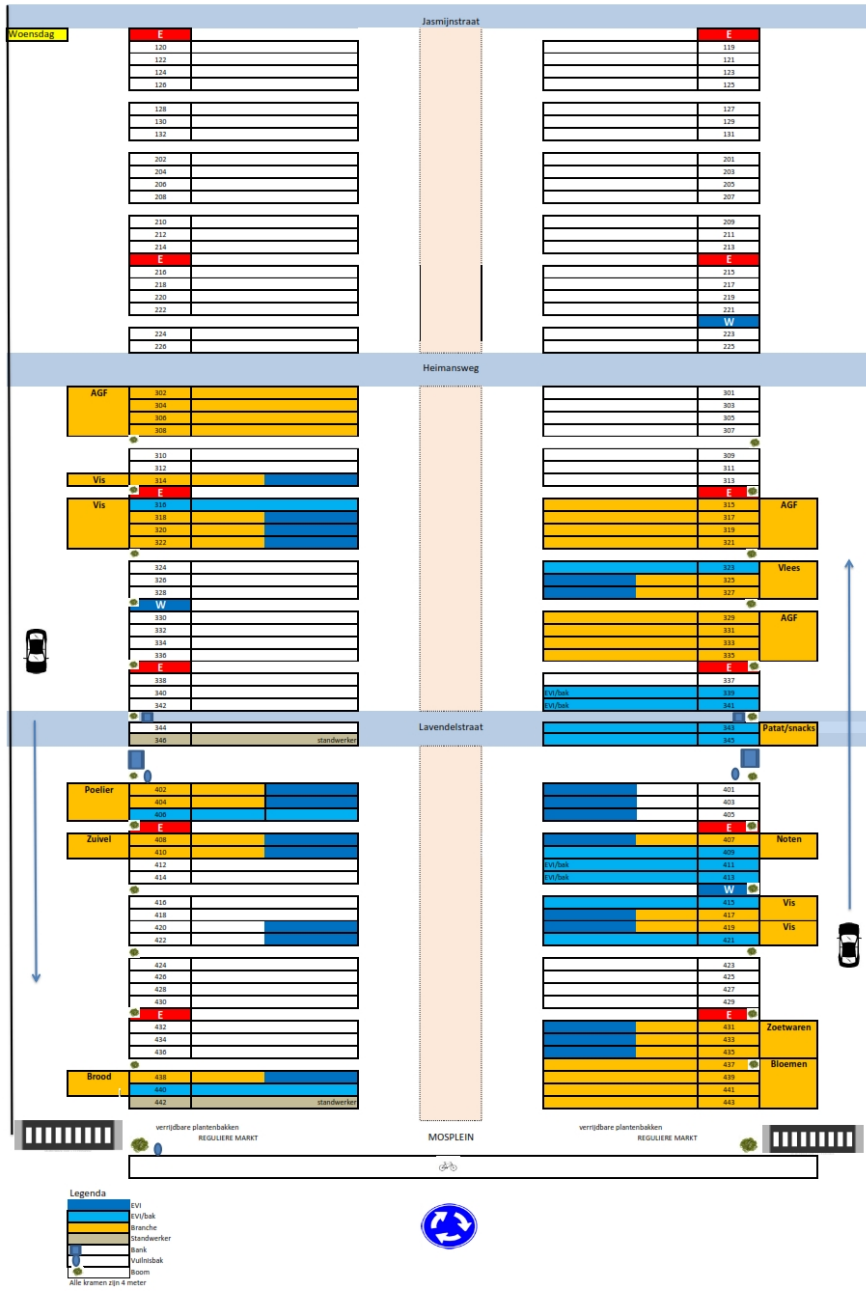 Jasmijnstraat
Woensdag E E
120 119
122 121
124 123
126 125
128 127
130 129
132 131
202 201
204 203
206 205
208 207
210 209
212 211
214 213
E E
216 215
218 217
220 219
222 221
W
224 223
226 225
Heimansweg
AGF 302 301
304 303
306 305
308 307
310 309
312 311
Vis 314 313
E E
Vis 316 315 AGF
318 317
320 319
322 321
324 323 Vlees
326 325
328 327
W
330 329 AGF
332 331
334 333
336 335
E E
338 337
340 EVI/bak 339
342 EVI/bak 341
344 Lavendelstraat 343 Patat/snacks
346 standwerker 345
Poelier 402 401
404 403
406 405
E E
Zuivel 408 407 Noten
410 409
412 EVI/bak 411
414 EVI/bak 413
W
416 415 Vis
418 417
420 419 Vis
422 421
424 423
426 425
428 427
430 429
E E
432 431 Zoetwaren
434 433
436 435
437 Bloemen
Brood 438 439
440 441
442 standwerker 443
verrijdbare plantenbakken verrijdbare plantenbakken
REGULIERE MARKT MOSPLEIN REGULIERE MARKT
Legenda
EVI
EVI/bak
Branche
Standwerker
Bank
Vuilnisbak
Boom
Alle kramen zijn 4 meter